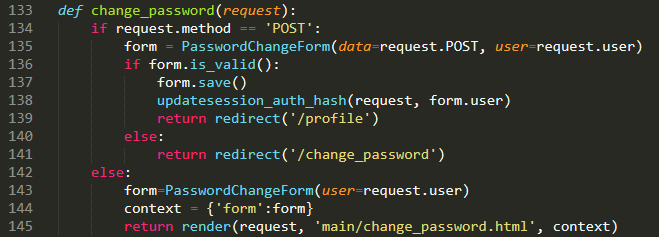 133 def change_password(request):
134 if request.method == 'POST':
135 form = PasswordChangeForm(data=request.POST, user=request.user)
136 if form.is_valid():
137 form.save()
138 updatesession_auth_hash(request, form.user)
139 return redirect('/profile')
140 else:
141 return redirect('/change_password')
142 else:
143 form=PasswordChangeForm(user=request.user)
144 context = {'form':form}
145 return render(request, 'main/change_password.html', context)